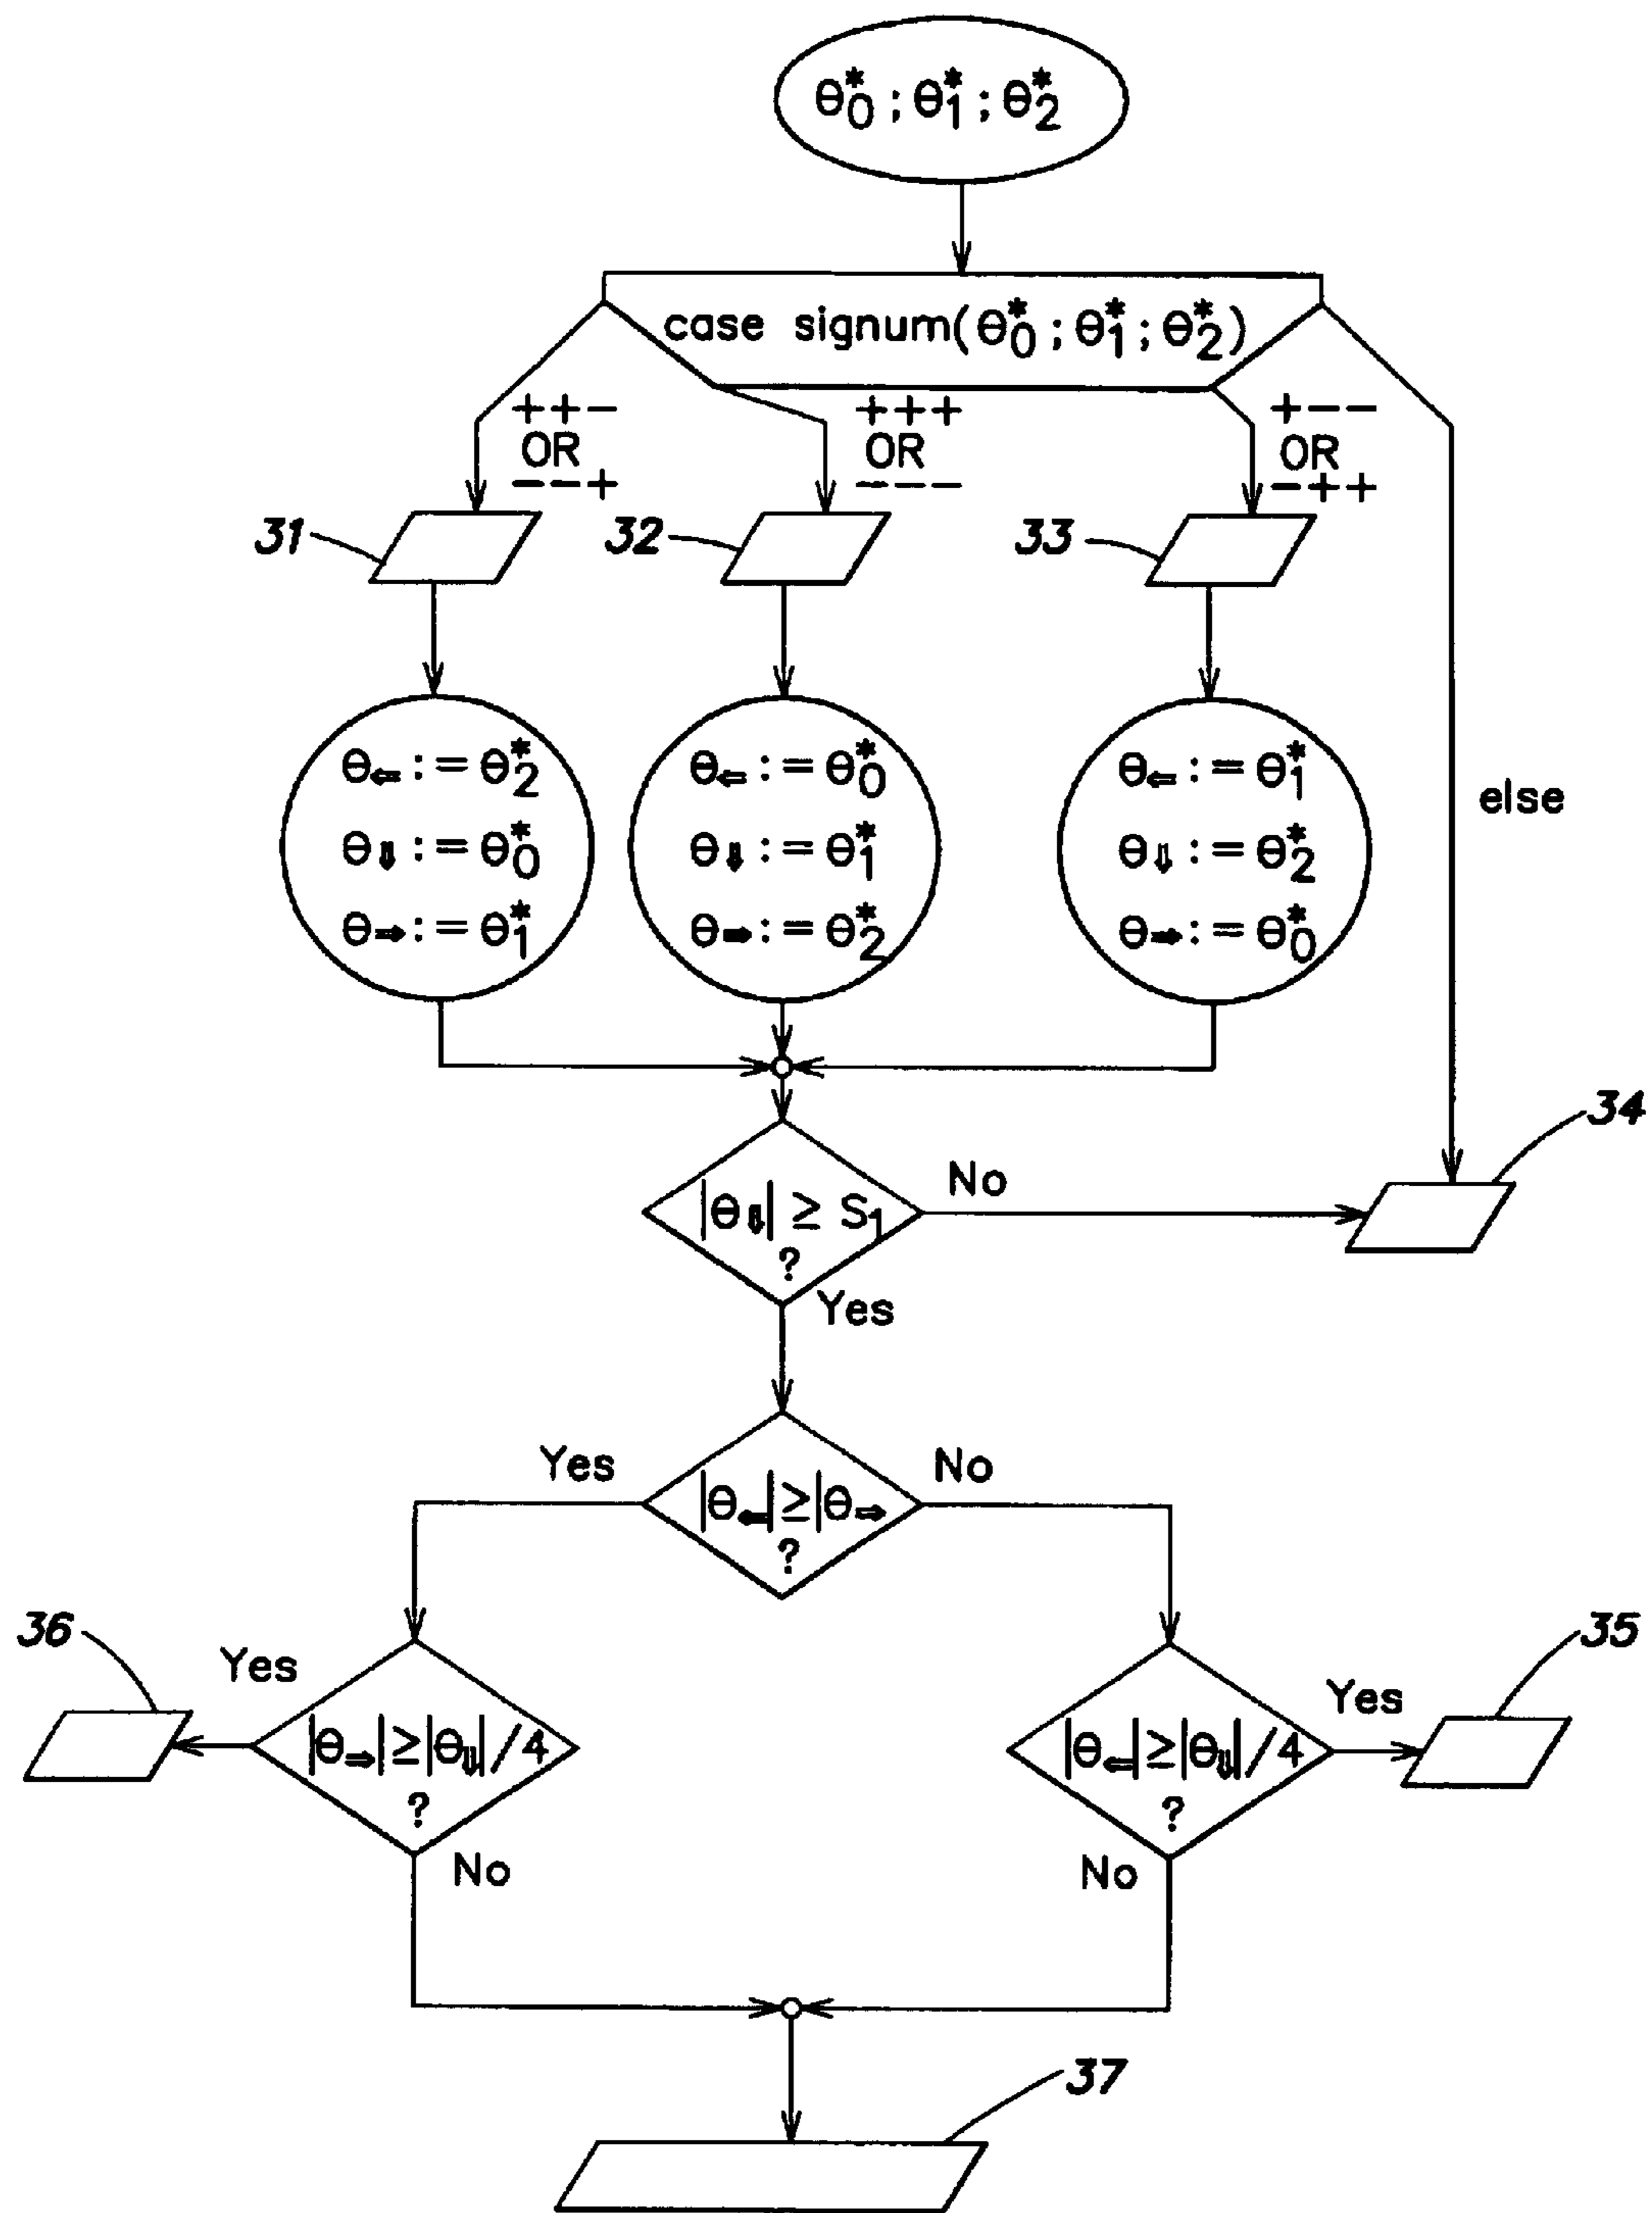 θ*0 ; θ*1 ; θ*2
case signum(θ*0 ; θ*1 ; θ*2)
++-
OR
--+
+++
OR
---
+--
OR
-++
31
32
33
θ⇐ := θ*2
θ⇓ := θ*0
θ⇒ := θ*1
θ⇐ := θ*0
θ⇓ := θ*1
θ⇒ := θ*2
θ⇐ := θ*1
θ⇓ := θ*2
θ⇒ := θ*0
else
34
|θ⇓| ≥ S1
?
No
Yes
|θ⇐|≥|θ⇒
?
Yes
No
36
Yes
|θ⇒|≥|θ⇓|/4
?
No
35
Yes
|θ⇐|≥|θ⇓|/4
?
No
37